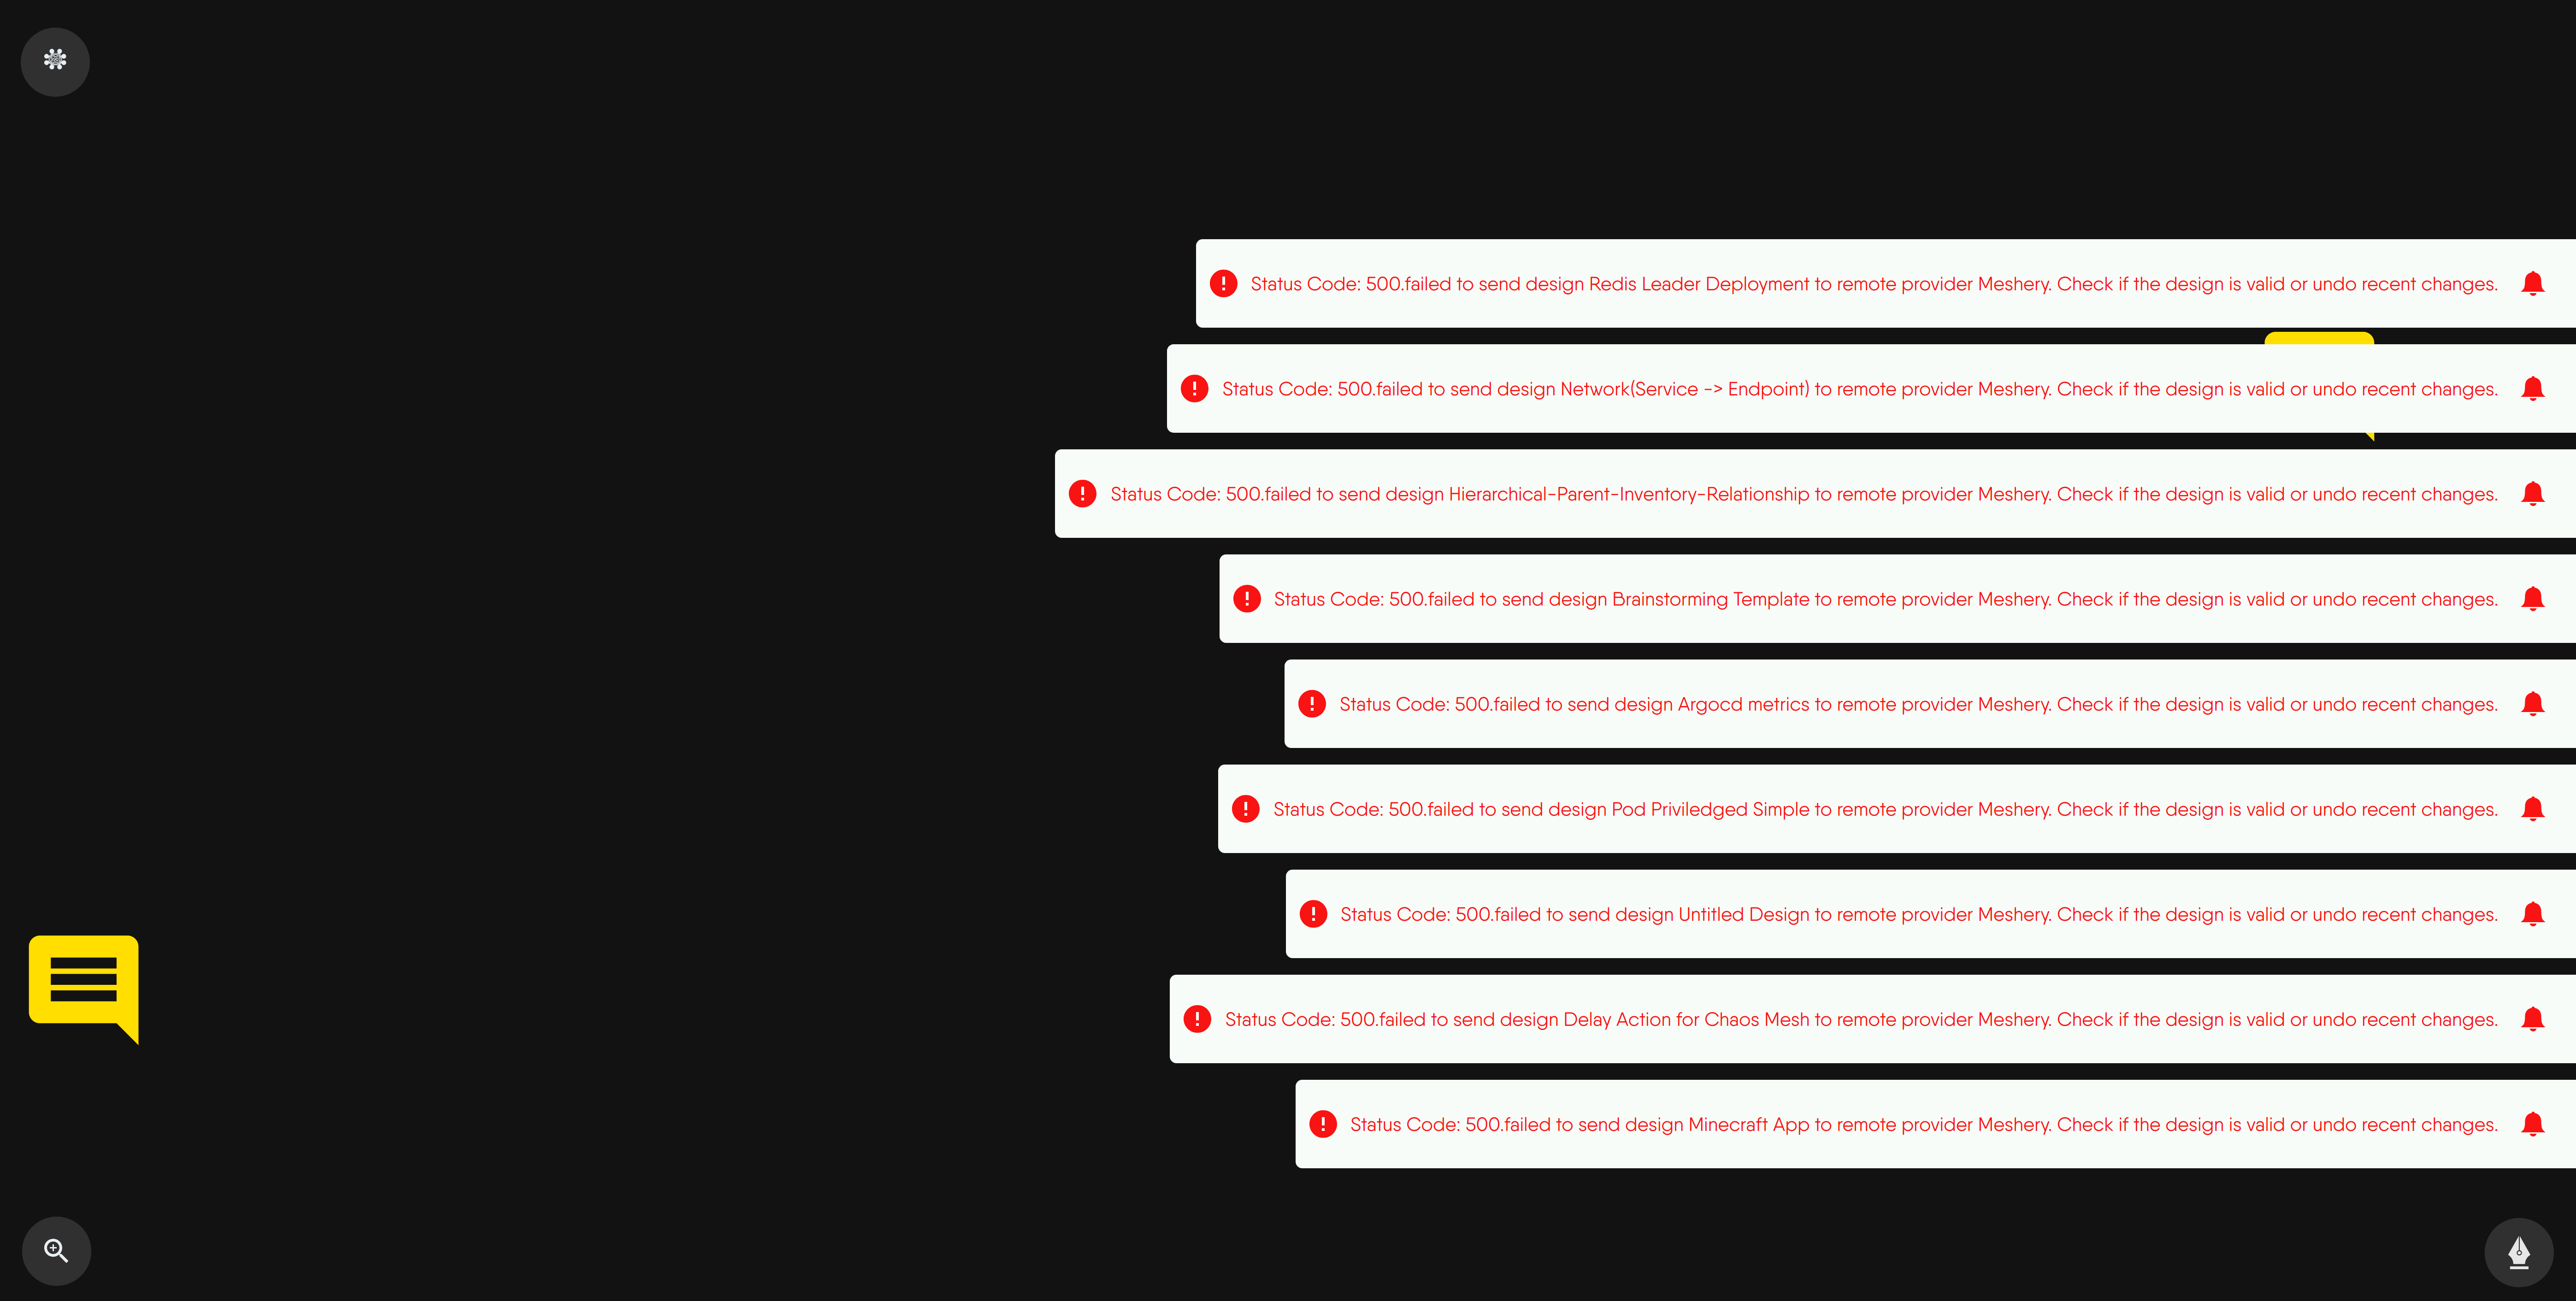 Status Code: 500.failed to send design Redis Leader Deployment to remote provider Meshery. Check if the design is valid or undo recent changes.
Status Code: 500.failed to send design Network(Service -> Endpoint) to remote provider Meshery. Check if the design is valid or undo recent changes.
Status Code: 500.failed to send design Hierarchical-Parent-Inventory-Relationship to remote provider Meshery. Check if the design is valid or undo recent changes.
Status Code: 500.failed to send design Brainstorming Template to remote provider Meshery. Check if the design is valid or undo recent changes.
Status Code: 500.failed to send design Argocd metrics to remote provider Meshery. Check if the design is valid or undo recent changes.
Status Code: 500.failed to send design Pod Priviledged Simple to remote provider Meshery. Check if the design is valid or undo recent changes.
Status Code: 500.failed to send design Untitled Design to remote provider Meshery. Check if the design is valid or undo recent changes.
Status Code: 500.failed to send design Delay Action for Chaos Mesh to remote provider Meshery. Check if the design is valid or undo recent changes.
Status Code: 500.failed to send design Minecraft App to remote provider Meshery. Check if the design is valid or undo recent changes.